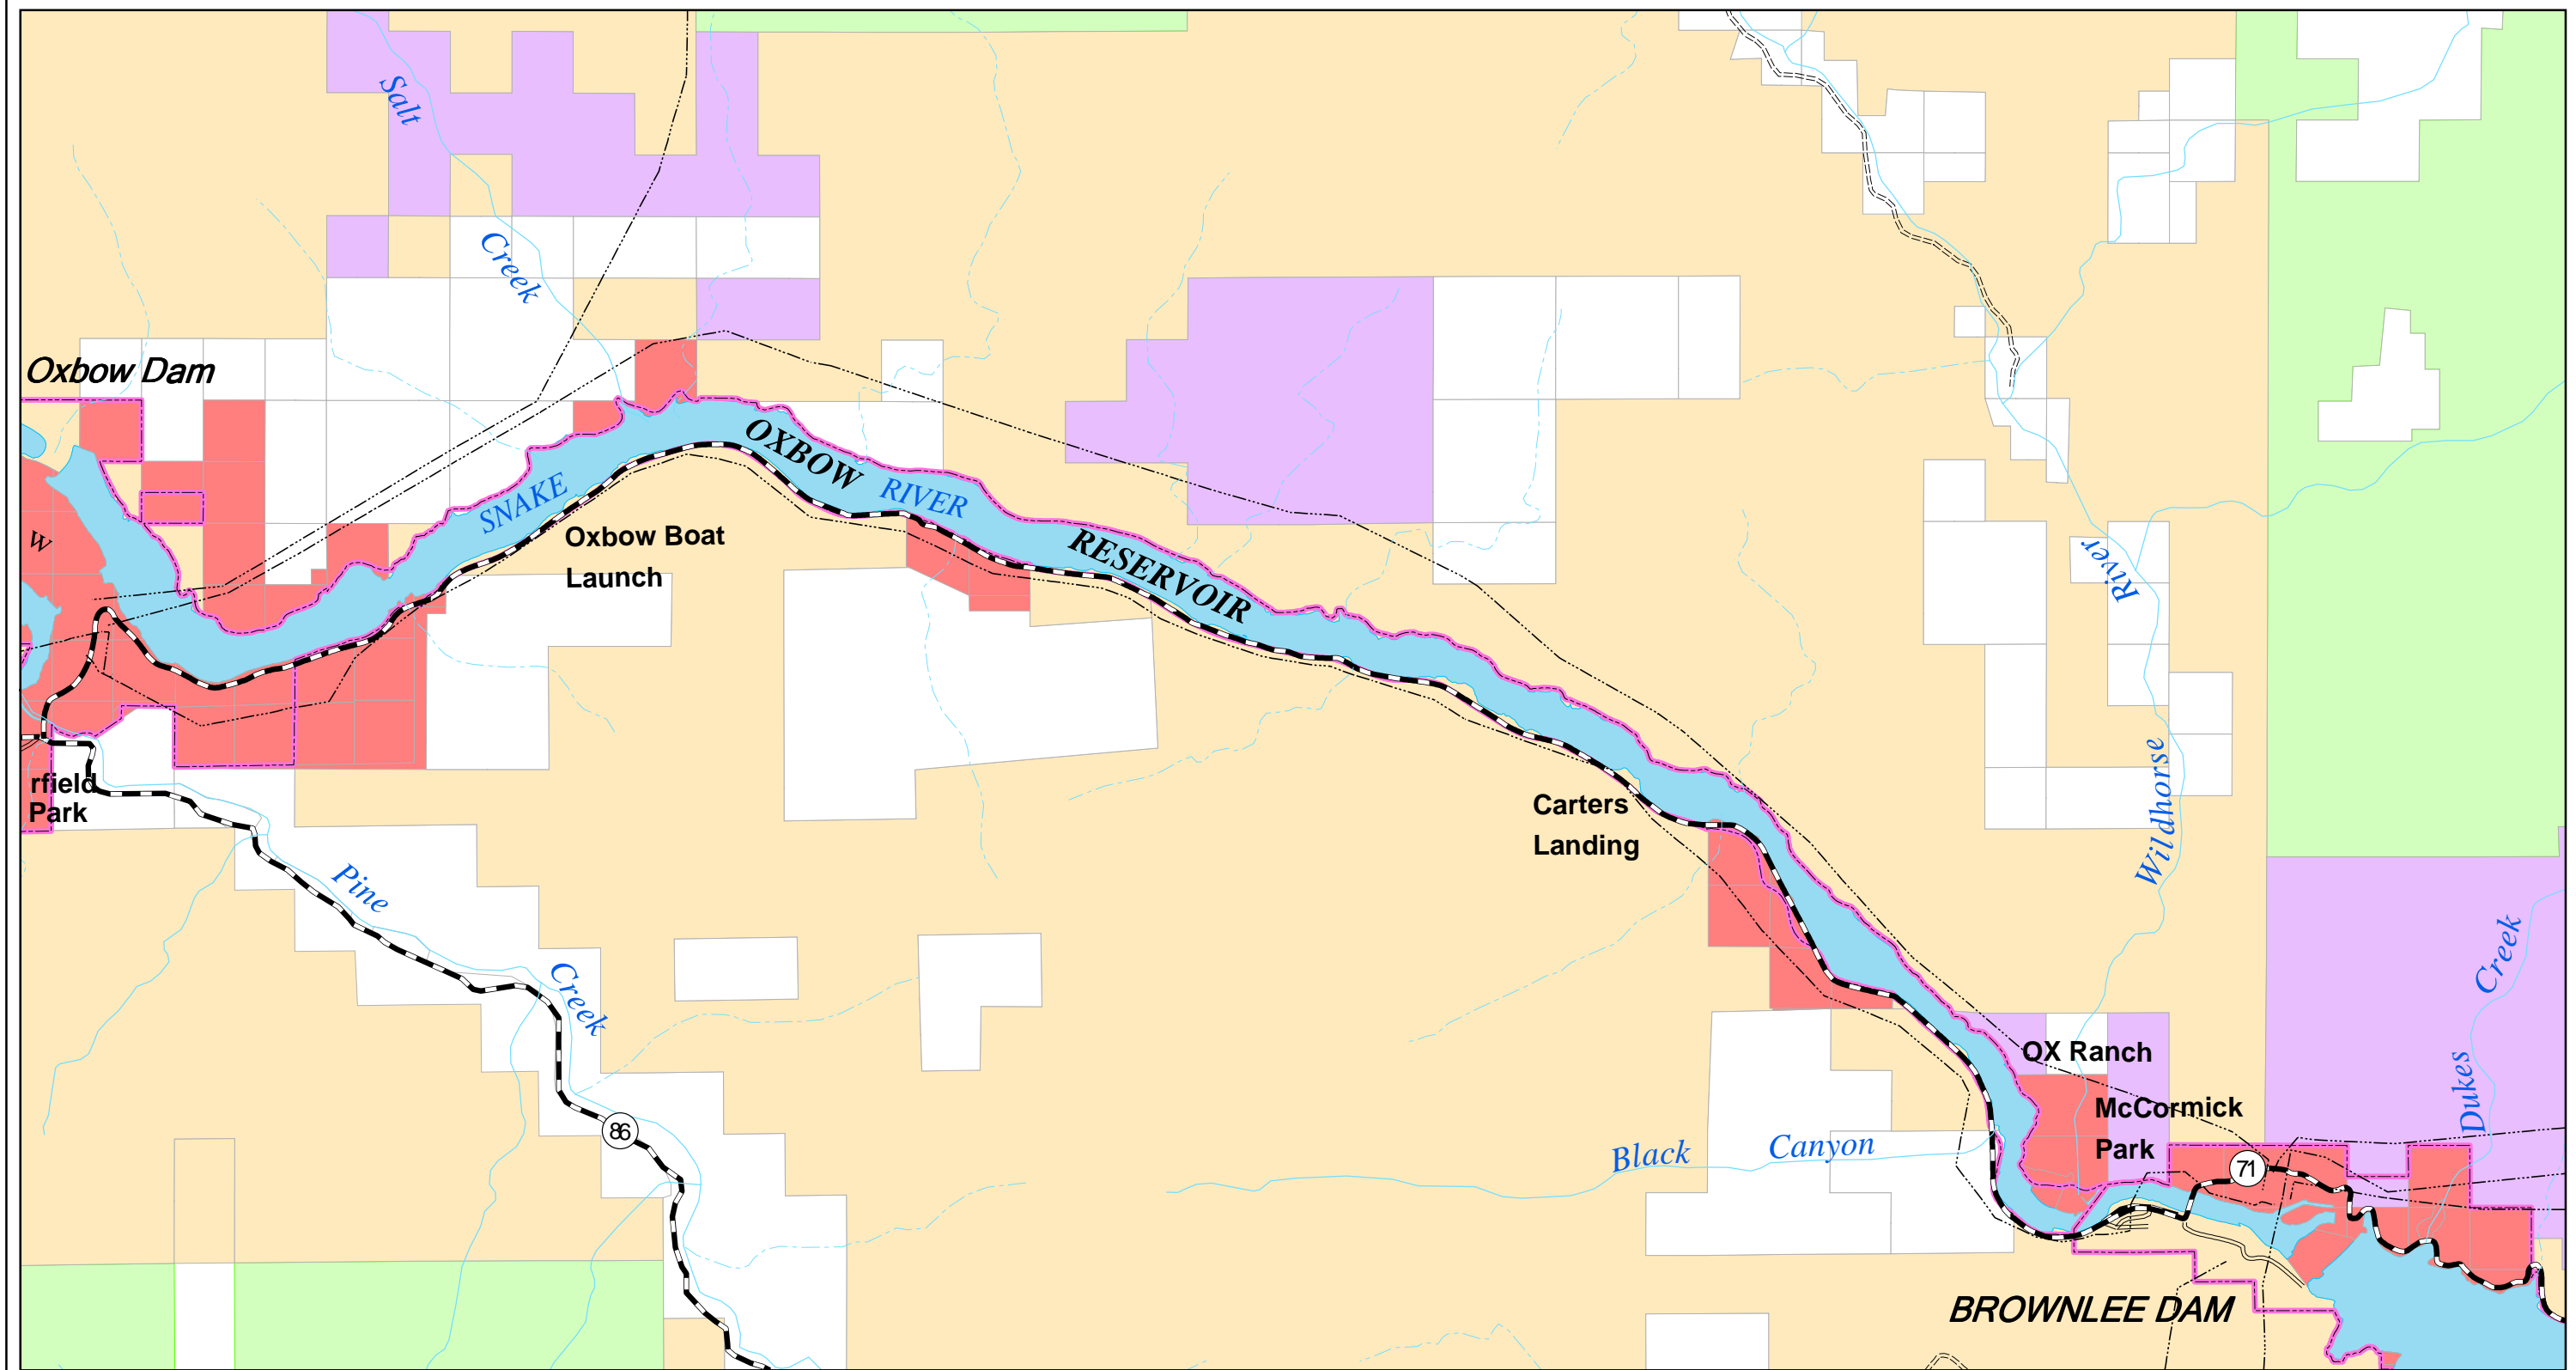 Salt
Creek
Oxbow Dam
OXBOW
SNAKE
RIVER
W
Oxbow Boat
Launch
RESERVOIR
River
rfield
Park
Carters
Landing
Wildhorse
Pine
Creek
Creek
OX Ranch
Dukes
McCormick
Park
86
Black Canyon
71
BROWNLEE DAM